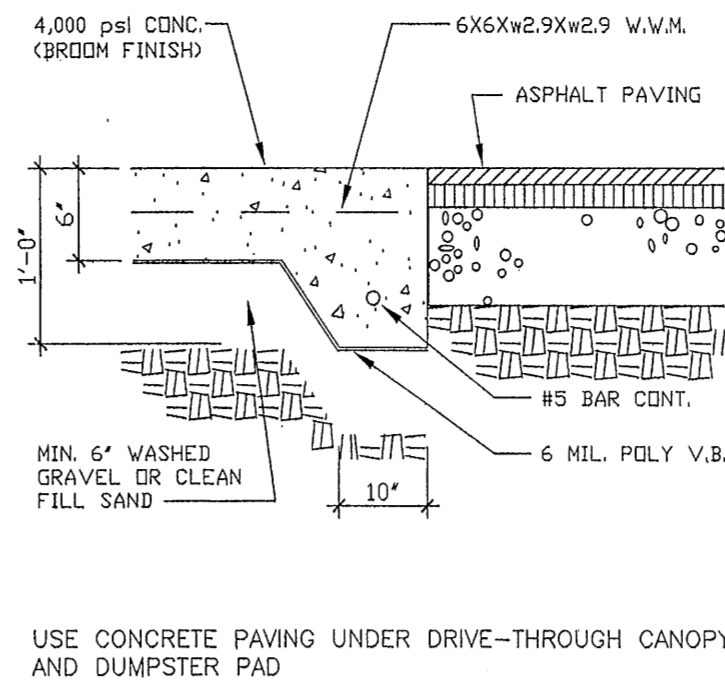 4,000 psi CONC.
(BROOM FINISH)
6X6Xw2.9Xw2.9 W.W.M.
ASPHALT PAVING
6"
1'-0"
#5 BAR CONT.
6 MIL. POLY V.B.
MIN. 6" WASHED
GRAVEL OR CLEAN
FILL SAND
10"
USE CONCRETE PAVING UNDER DRIVE-THROUGH CANOPY
AND DUMPSTER PAD